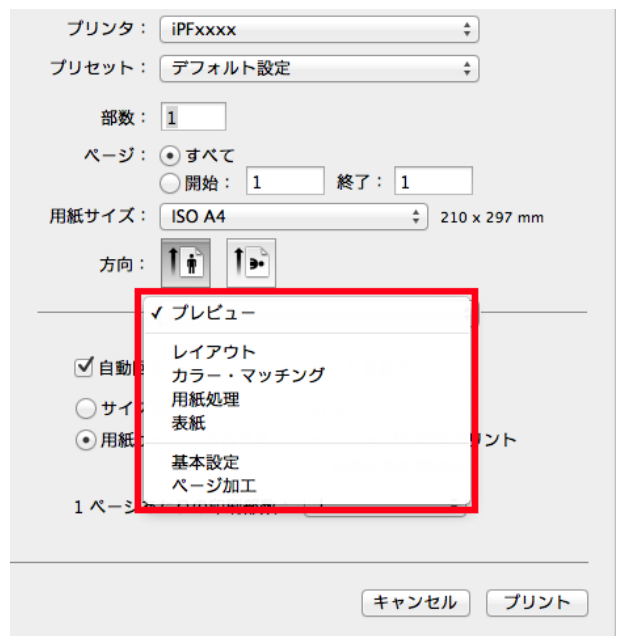 プリンタ： iPFxxxx
プリセット： デフォルト設定
部数： 1
ページ： すべて
開始： 1 終了： 1
用紙サイズ： ISO A4 210 x 297 mm
方向：
✓ プレビュー
レイアウト
自動
カラー・マッチング
用紙処理
サイ
表紙
用紙 リント
基本設定
ページ加工
1 ペー
キャンセル プリント